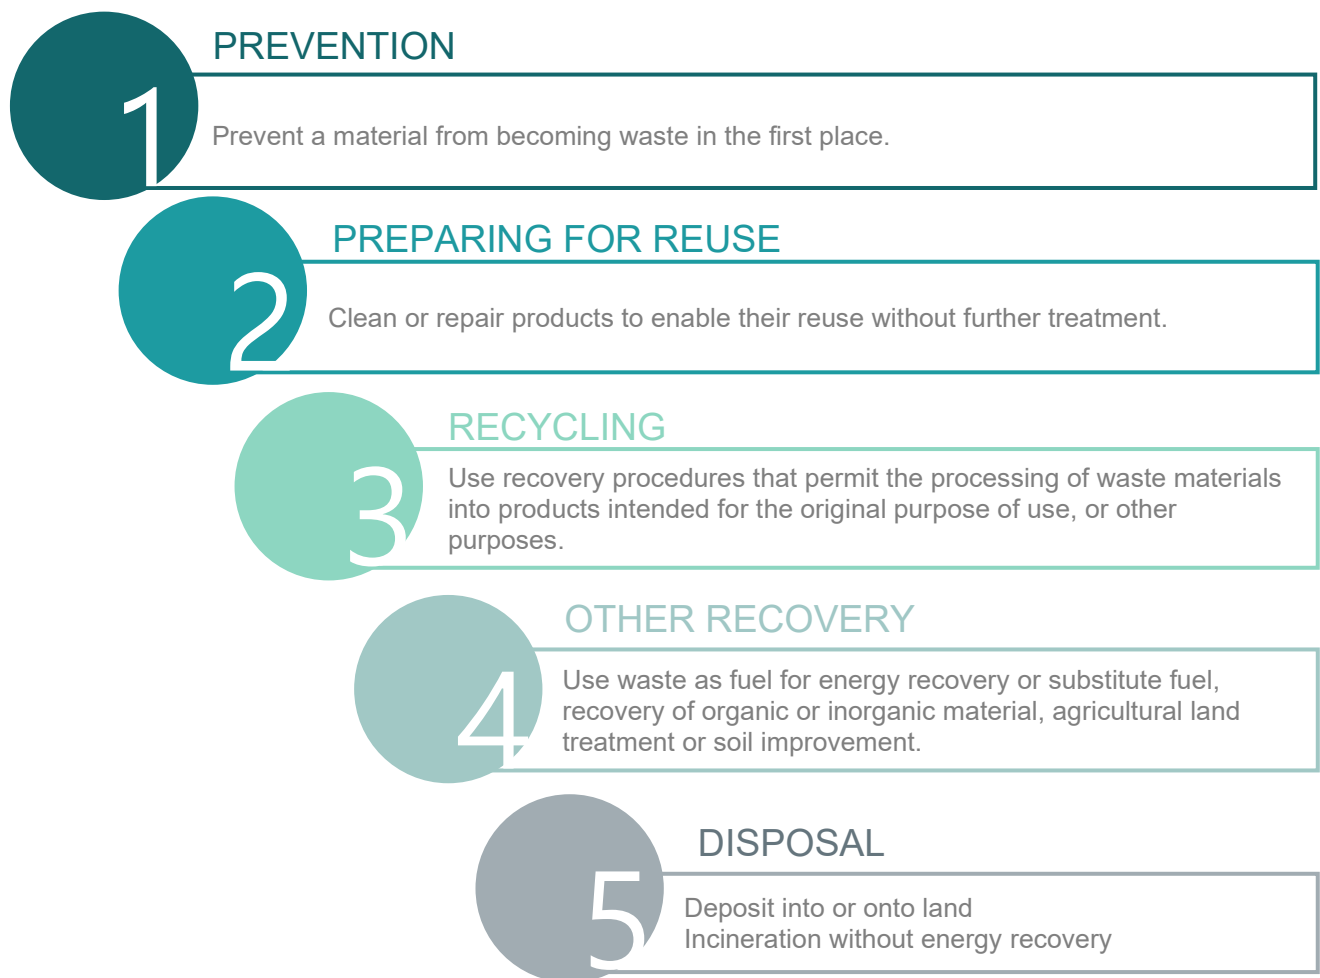 PREVENTION
1
Prevent a material from becoming waste in the first place.
PREPARING FOR REUSE
2
Clean or repair products to enable their reuse without further treatment.
RECYCLING
3
Use recovery procedures that permit the processing of waste materials
into products intended for the original purpose of use, or other
purposes.
OTHER RECOVERY
4
Use waste as fuel for energy recovery or substitute fuel,
recovery of organic or inorganic material, agricultural land
treatment or soil improvement.
DISPOSAL
5
Deposit into or onto land
Incineration without energy recovery